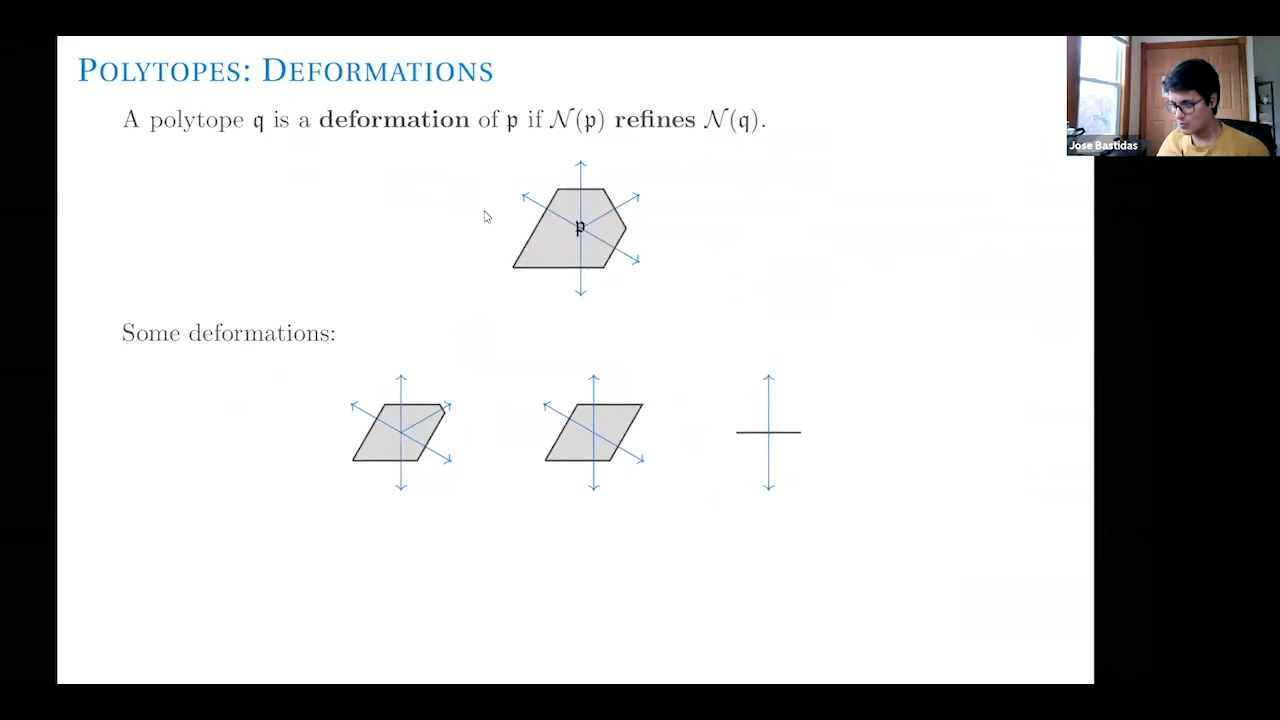 POLYTOPES: DEFORMATIONS
A polytope 𝔮 is a deformation of 𝔭 if 𝒩(𝔭) refines 𝒩(𝔮).
𝔭
Some deformations:
Jose Bastidas